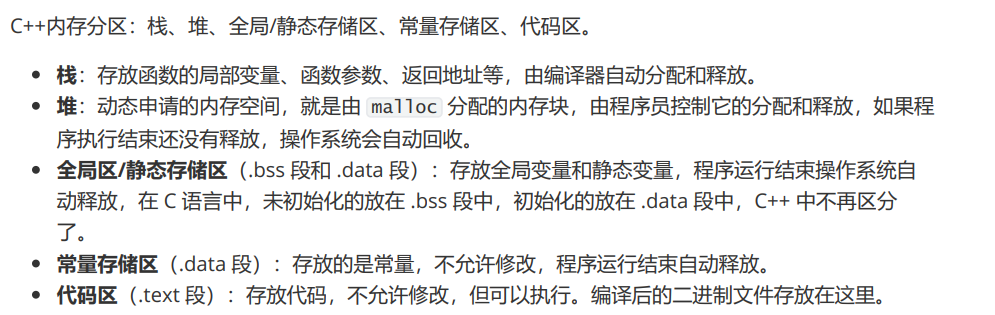 C++内存分区：栈、堆、全局/静态存储区、常量存储区、代码区。
• 栈：存放函数的局部变量、函数参数、返回地址等，由编译器自动分配和释放。
• 堆：动态申请的内存空间，就是由 malloc 分配的内存块，由程序员控制它的分配和释放，如果程
序执行结束还没有释放，操作系统会自动回收。
• 全局区/静态存储区（.bss 段和 .data 段）：存放全局变量和静态变量，程序运行结束操作系统自
动释放，在 C 语言中，未初始化的放在 .bss 段中，初始化的放在 .data 段中，C++ 中不再区分
了。
• 常量存储区（.data 段）：存放的是常量，不允许修改，程序运行结束自动释放。
• 代码区（.text 段）：存放代码，不允许修改，但可以执行。编译后的二进制文件存放在这里。